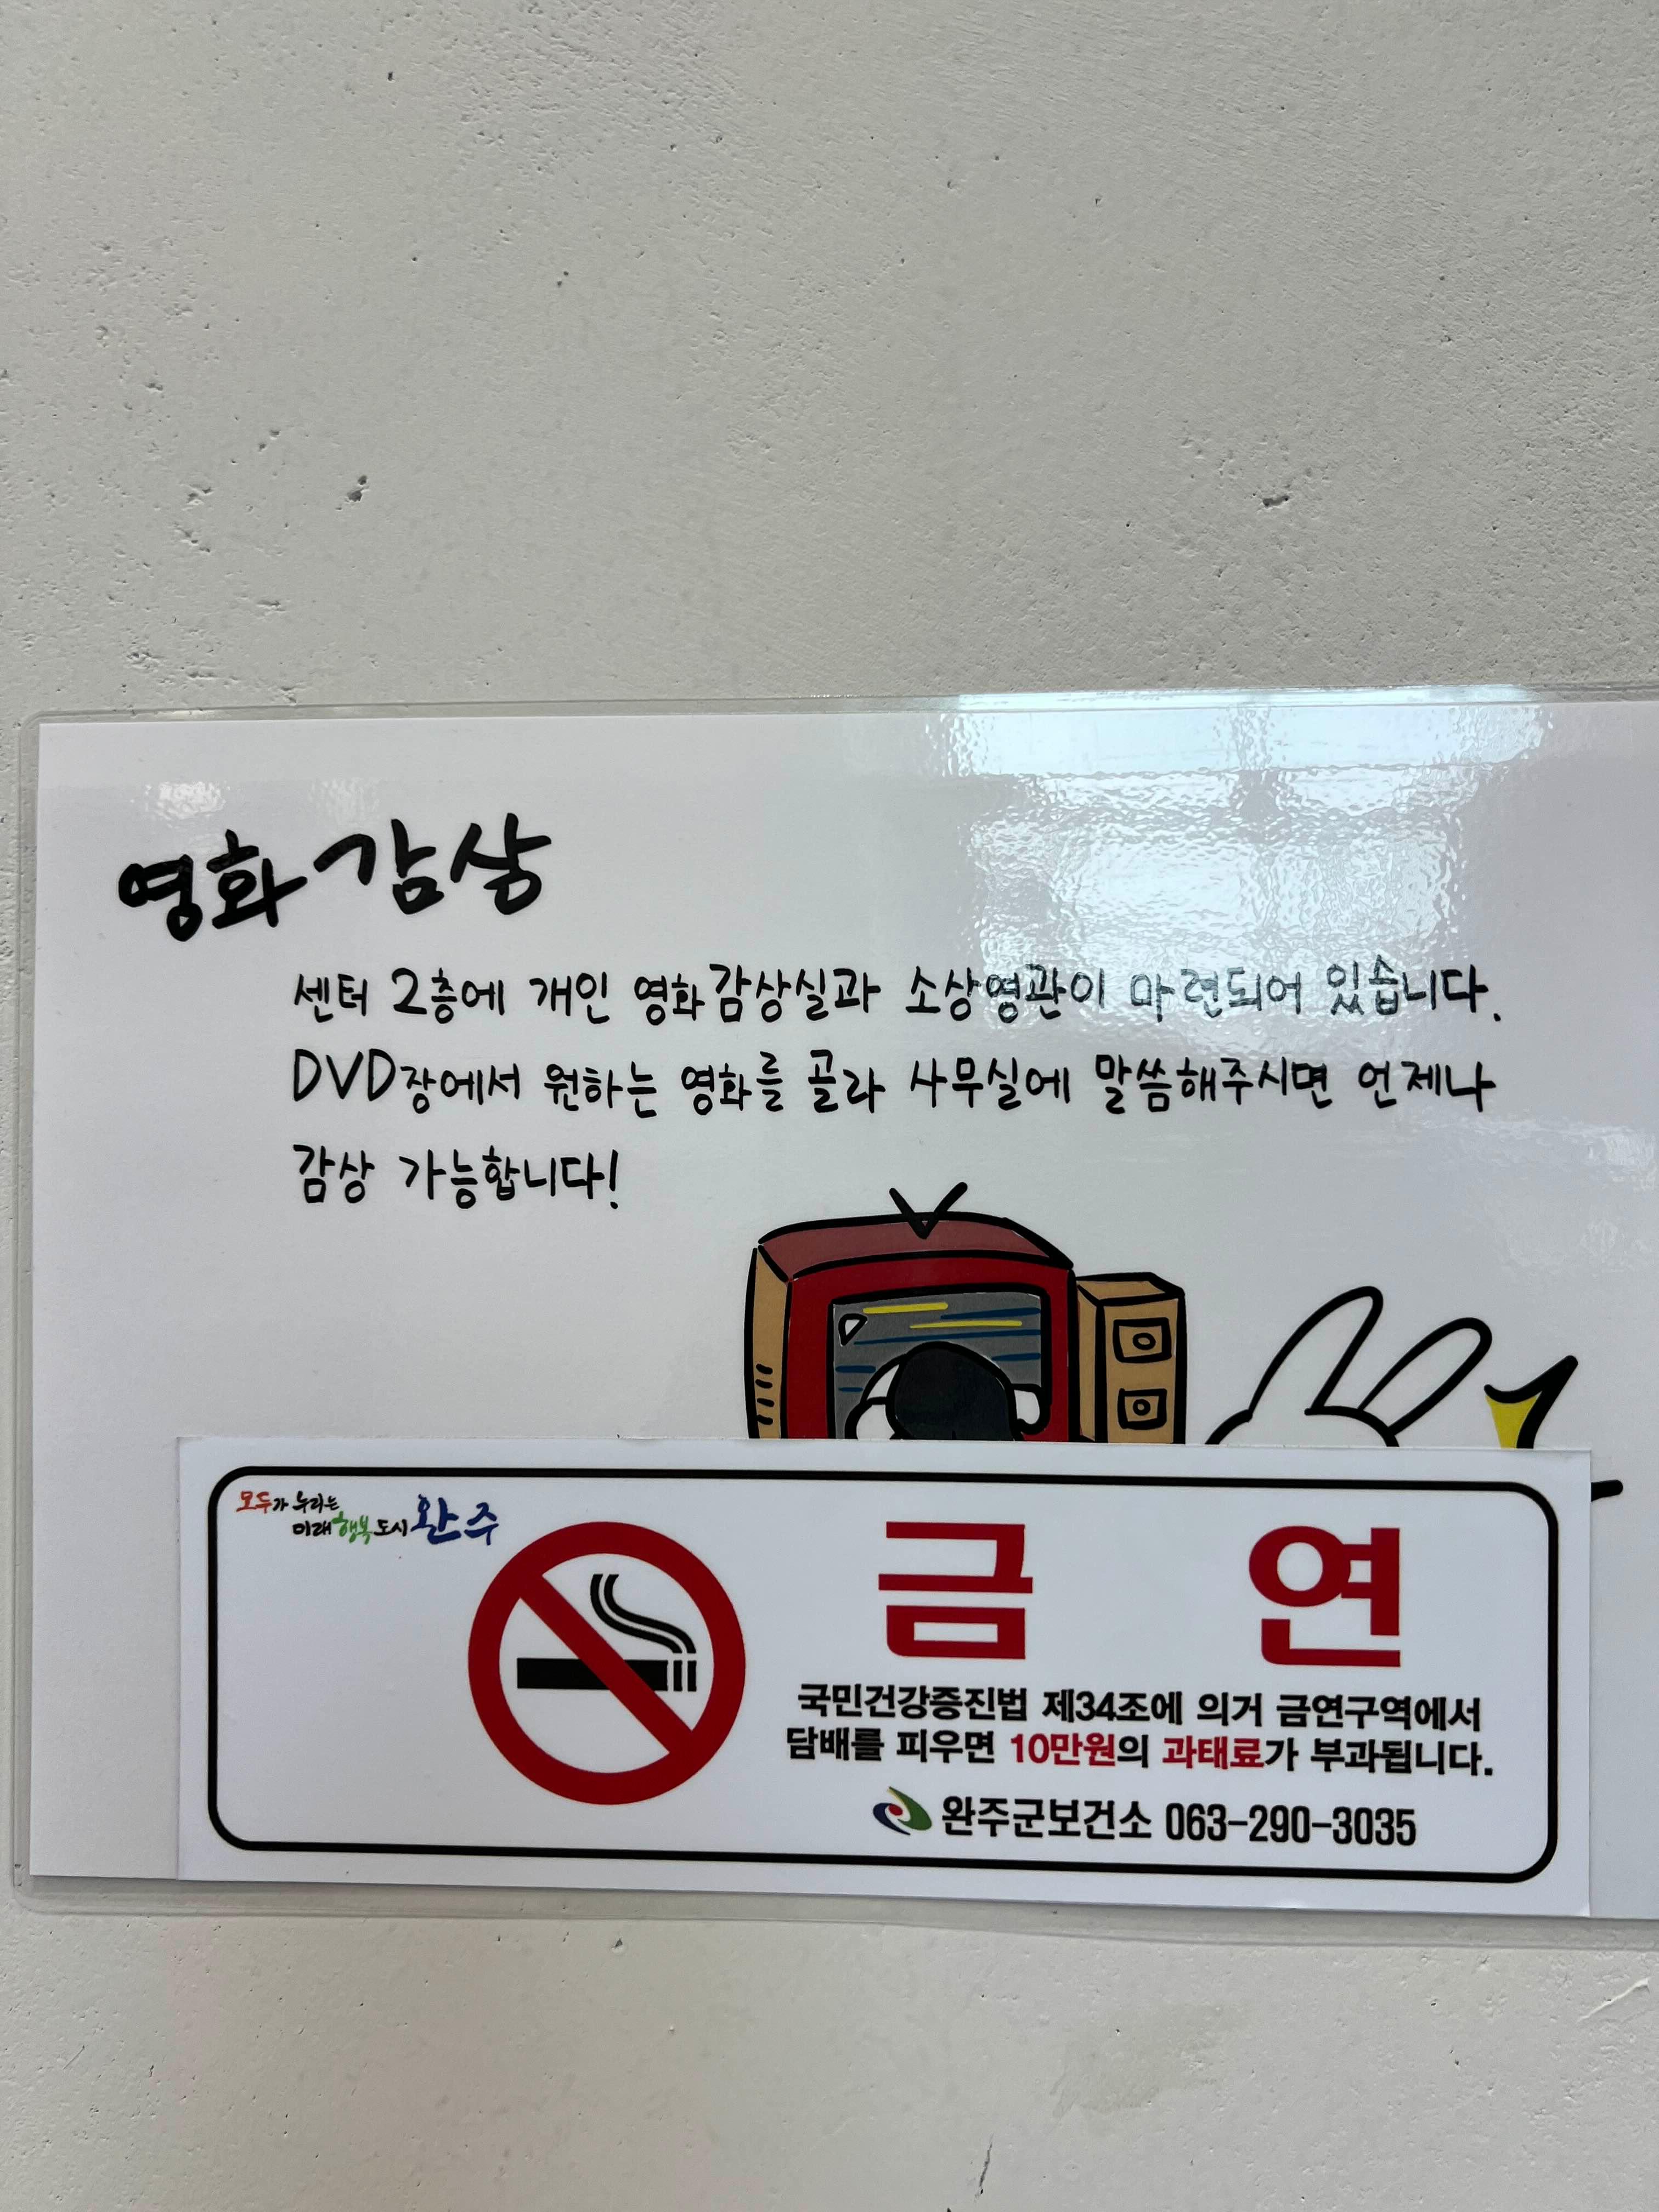 영화 감상
센터 2층에 개인 영화감상실과 소상영관이 마련되어 있습니다.
DVD장에서 원하는 영화를 골라 사무실에 말씀해주시면 언제나
감상 가능합니다!
모두가 누리는
미래행복도시 완주
금 연
국민건강증진법 제34조에 의거 금연구역에서
담배를 피우면 10만원의 과태료가 부과됩니다.
완주군보건소 063-290-3035